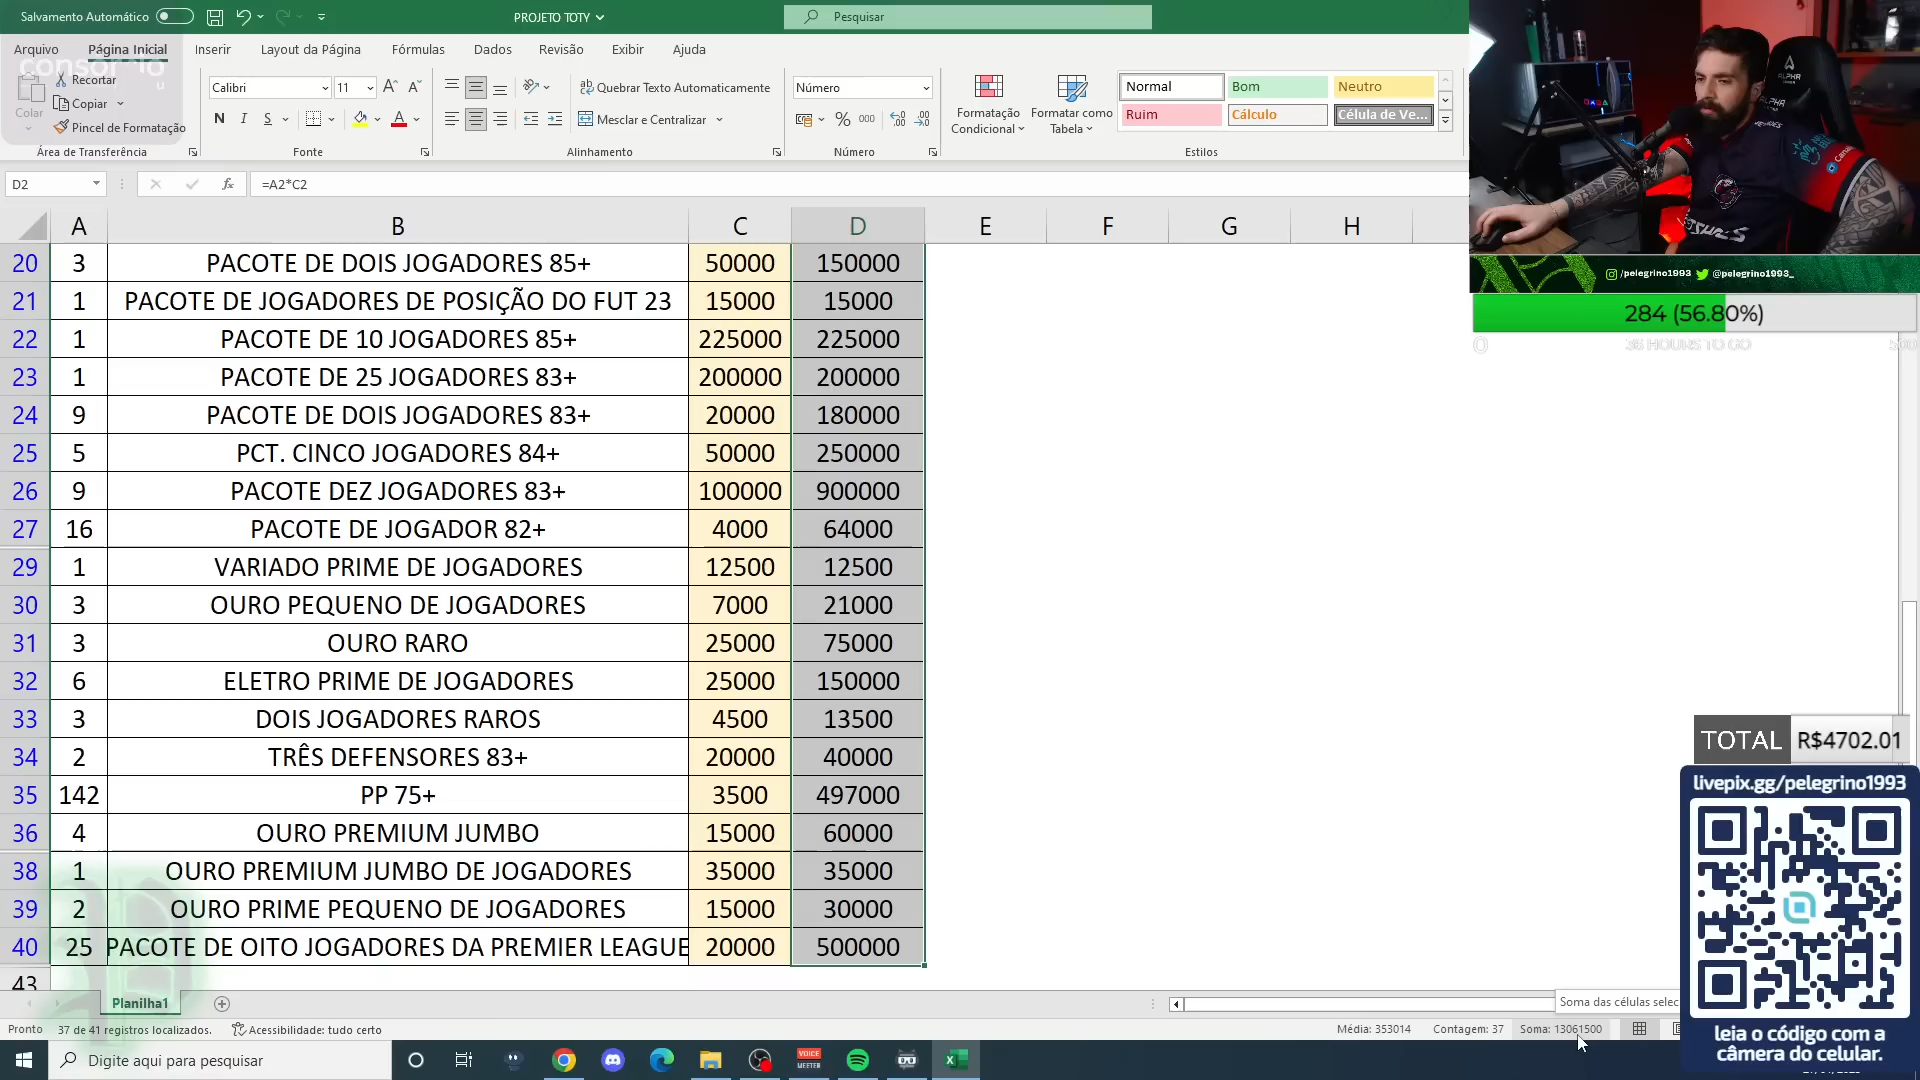 Salvamento Automático
PROJETO TOTY
Pesquisar
Arquivo
Página Inicial
Inserir
Layout da Página
Fórmulas
Dados
Revisão
Exibir
Ajuda
Colar
Recortar
Copiar
Pincel de Formatação
Área de Transferência
Calibri
11
N I S
Fonte
Quebrar Texto Automaticamente
Mesclar e Centralizar
Alinhamento
Número
% 000
Número
Formatação
Condicional
Formatar como
Tabela
Normal
Bom
Neutro
Ruim
Cálculo
Célula de Ve...
Estilos
D2
fx
=A2*C2
A B C D E F G H
20 3 PACOTE DE DOIS JOGADORES 85+ 50000 150000
21 1 PACOTE DE JOGADORES DE POSIÇÃO DO FUT 23 15000 15000
22 1 PACOTE DE 10 JOGADORES 85+ 225000 225000
23 1 PACOTE DE 25 JOGADORES 83+ 200000 200000
24 9 PACOTE DE DOIS JOGADORES 83+ 20000 180000
25 5 PCT. CINCO JOGADORES 84+ 50000 250000
26 9 PACOTE DEZ JOGADORES 83+ 100000 900000
27 16 PACOTE DE JOGADOR 82+ 4000 64000
29 1 VARIADO PRIME DE JOGADORES 12500 12500
30 3 OURO PEQUENO DE JOGADORES 7000 21000
31 3 OURO RARO 25000 75000
32 6 ELETRO PRIME DE JOGADORES 25000 150000
33 3 DOIS JOGADORES RAROS 4500 13500
34 2 TRÊS DEFENSORES 83+ 20000 40000
35 142 PP 75+ 3500 497000
36 4 OURO PREMIUM JUMBO 15000 60000
38 1 OURO PREMIUM JUMBO DE JOGADORES 35000 35000
39 2 OURO PRIME PEQUENO DE JOGADORES 15000 30000
40 25 PACOTE DE OITO JOGADORES DA PREMIER LEAGUE 20000 500000
43
Planilha1
Soma das células selec
Pronto
37 de 41 registros localizados.
Acessibilidade: tudo certo
Média: 353014
Contagem: 37
Soma: 13061500
Digite aqui para pesquisar
VOICE
MEETER
ALPHA
/pelegrino1993
@pelegrino1993_
284 (56.80%)
0
36 HOURS TO GO
500
TOTAL R$4702.01
livepix.gg/pelegrino1993
leia o código com a
câmera do celular.